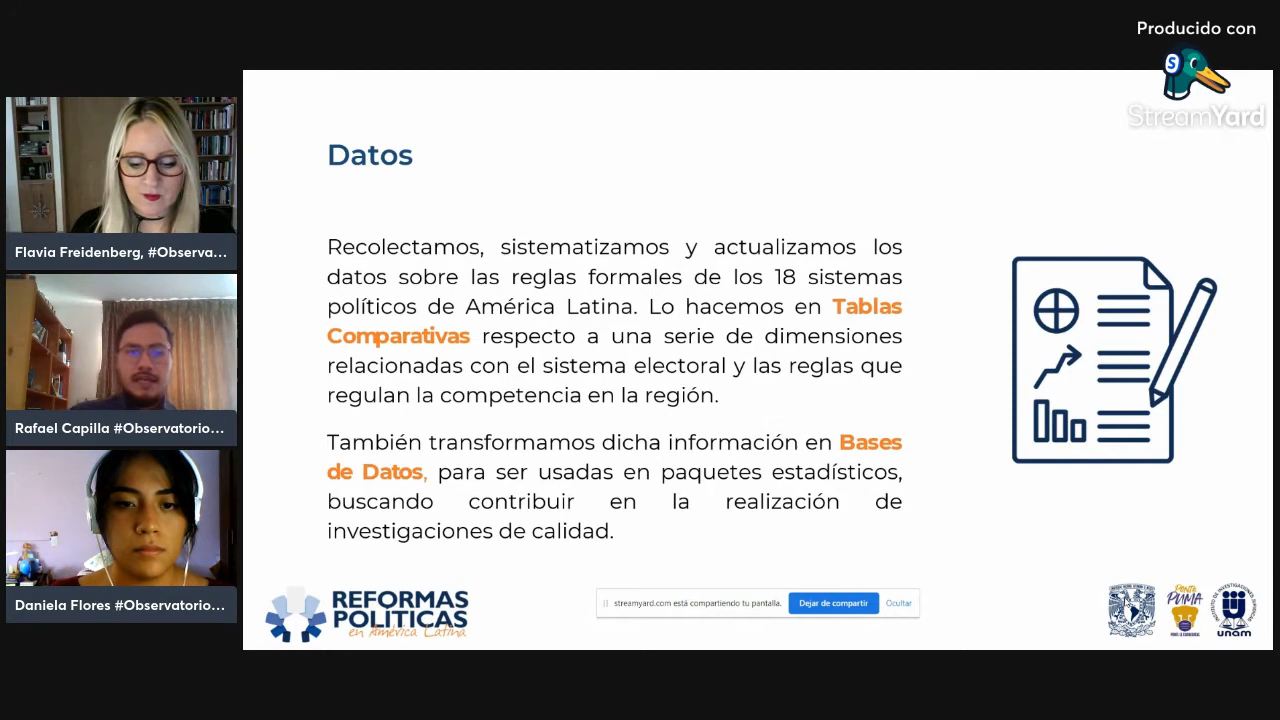 Producido con
StreamYard
Datos
Recolectamos, sistematizamos y actualizamos los
datos sobre las reglas formales de los 18 sistemas
políticos de América Latina. Lo hacemos en Tablas
Comparativas respecto a una serie de dimensiones
relacionadas con el sistema electoral y las reglas que
regulan la competencia en la región.
También transformamos dicha información en Bases
de Datos, para ser usadas en paquetes estadísticos,
buscando contribuir en la realización de
investigaciones de calidad.
Flavia Freidenberg, #Observa...
Rafael Capilla #Observatorio...
Daniela Flores #Observatorio...
REFORMAS
POLITICAS
en América Latina
streamyard.com está compartiendo tu pantalla.
Dejar de compartir
Ocultar
PONTE
PUMA
unam